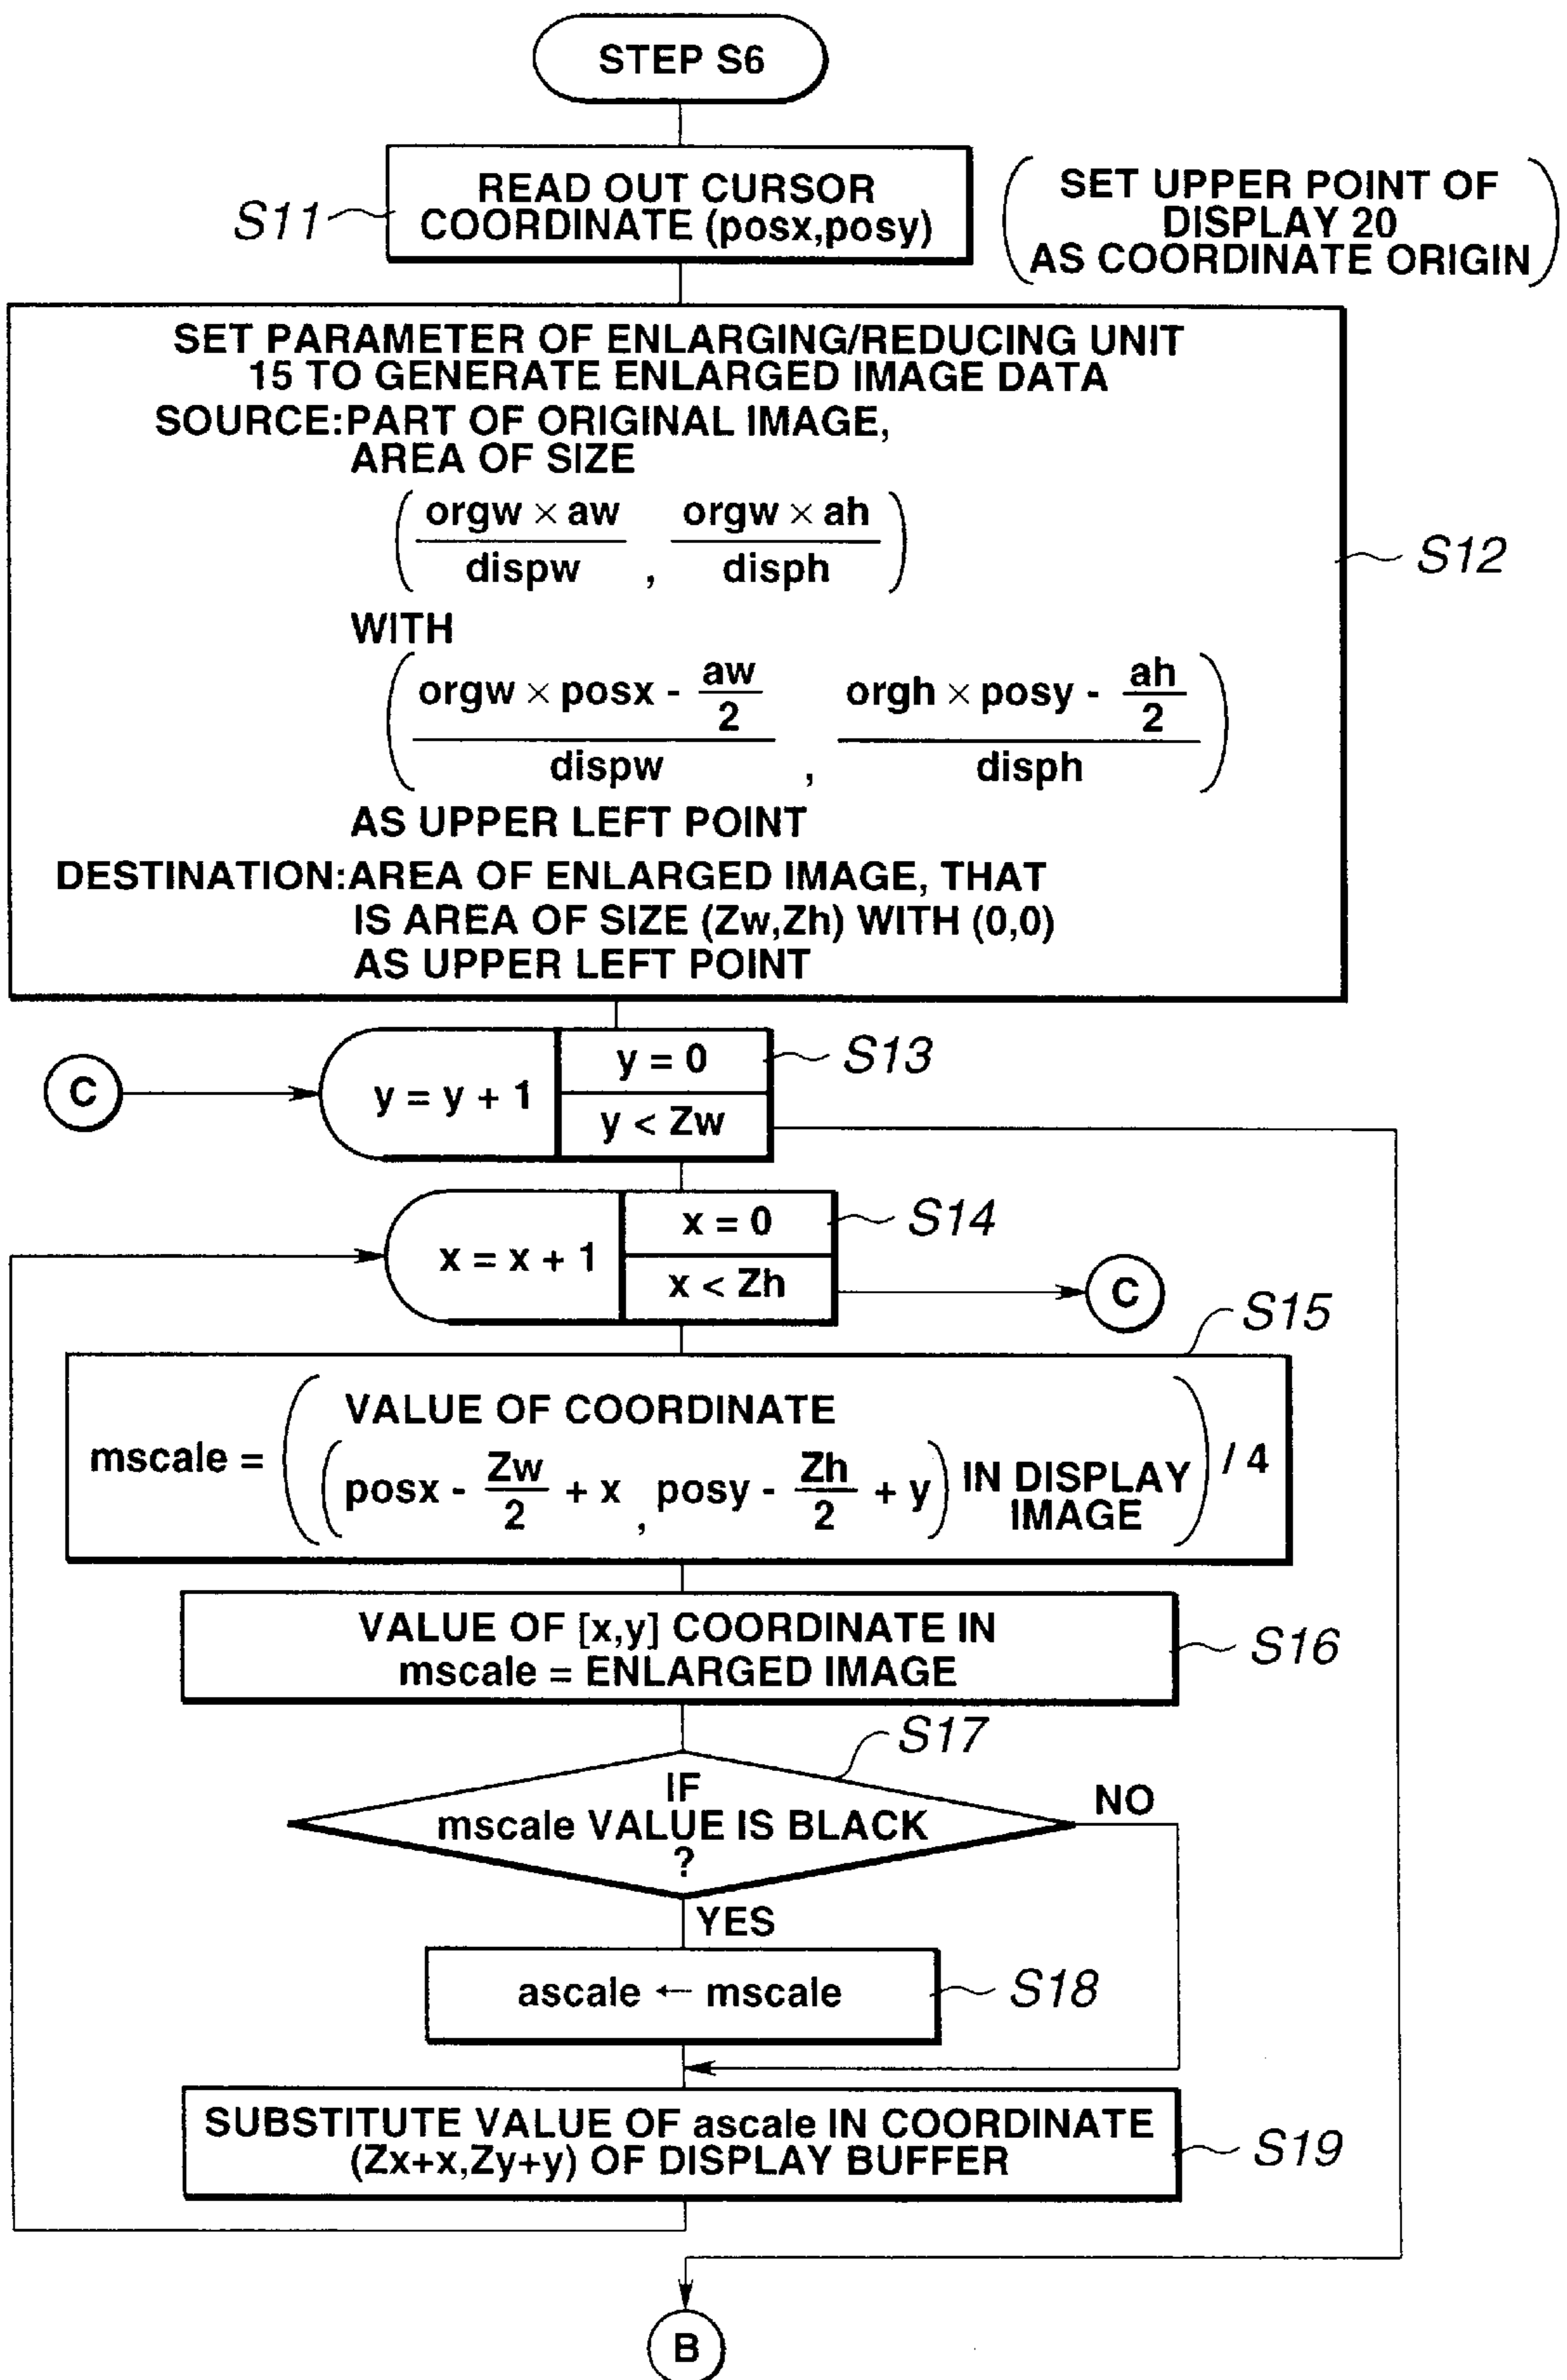 STEP S6
READ OUT CURSOR
COORDINATE (posx,posy)
S11
SET UPPER POINT OF
DISPLAY 20
AS COORDINATE ORIGIN
SET PARAMETER OF ENLARGING/REDUCING UNIT
15 TO GENERATE ENLARGED IMAGE DATA
SOURCE:PART OF ORIGINAL IMAGE,
AREA OF SIZE
( orgw × aw / dispw , orgw × ah / disph )
S12
WITH
( orgw × posx - aw/2 / dispw , orgh × posy - ah/2 / disph )
AS UPPER LEFT POINT
DESTINATION:AREA OF ENLARGED IMAGE, THAT
IS AREA OF SIZE (Zw,Zh) WITH (0,0)
AS UPPER LEFT POINT
C
y = y + 1
y = 0
y < Zw
S13
x = x + 1
x = 0
x < Zh
S14
C
S15
VALUE OF COORDINATE
mscale = ( ( posx - Zw/2 + x , posy - Zh/2 + y ) IN DISPLAY
IMAGE ) / 4
VALUE OF [x,y] COORDINATE IN
mscale = ENLARGED IMAGE
S16
S17
IF
mscale VALUE IS BLACK
?
NO
YES
ascale ← mscale
S18
SUBSTITUTE VALUE OF ascale IN COORDINATE
(Zx+x,Zy+y) OF DISPLAY BUFFER
S19
B